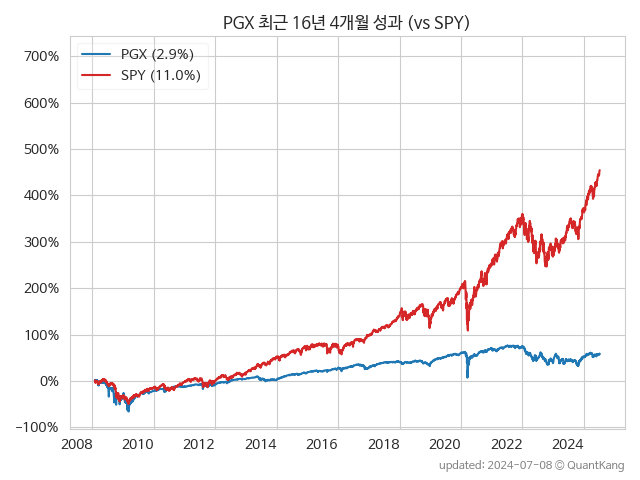 PGX 최근 16년 4개월 성과 (vs SPY)
PGX (2.9%)
SPY (11.0%)
700%
600%
500%
400%
300%
200%
100%
0%
−100%
2008 2010 2012 2014 2016 2018 2020 2022 2024
updated: 2024-07-08 © QuantKang